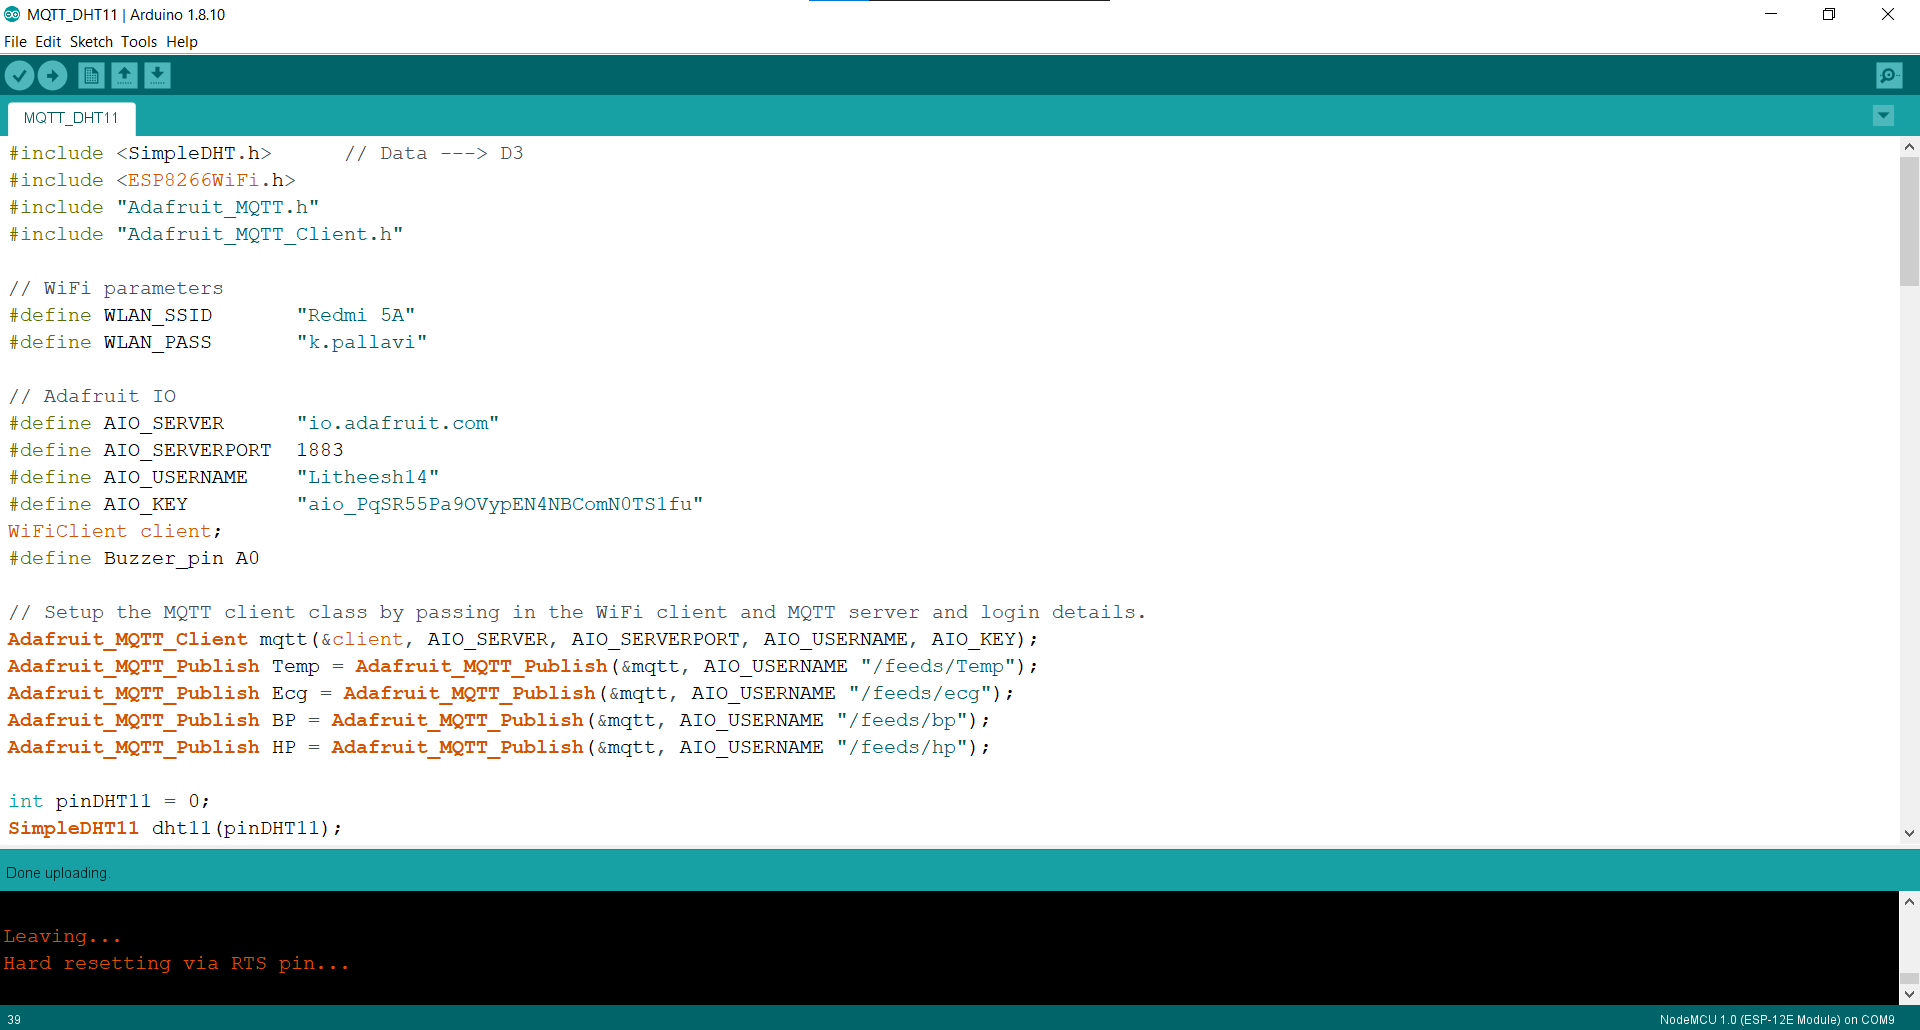 MQTT_DHT11 | Arduino 1.8.10
File Edit Sketch Tools Help
MQTT_DHT11
#include <SimpleDHT.h>      // Data ---> D3
#include <ESP8266WiFi.h>
#include "Adafruit_MQTT.h"
#include "Adafruit_MQTT_Client.h"
// WiFi parameters
#define WLAN_SSID       "Redmi 5A"
#define WLAN_PASS       "k.pallavi"
// Adafruit IO
#define AIO_SERVER      "io.adafruit.com"
#define AIO_SERVERPORT  1883
#define AIO_USERNAME    "Litheesh14"
#define AIO_KEY         "aio_PqSR55Pa9OVypEN4NBComN0TS1fu"
WiFiClient client;
#define Buzzer_pin A0
// Setup the MQTT client class by passing in the WiFi client and MQTT server and login details.
Adafruit_MQTT_Client mqtt(&client, AIO_SERVER, AIO_SERVERPORT, AIO_USERNAME, AIO_KEY);
Adafruit_MQTT_Publish Temp = Adafruit_MQTT_Publish(&mqtt, AIO_USERNAME "/feeds/Temp");
Adafruit_MQTT_Publish Ecg = Adafruit_MQTT_Publish(&mqtt, AIO_USERNAME "/feeds/ecg");
Adafruit_MQTT_Publish BP = Adafruit_MQTT_Publish(&mqtt, AIO_USERNAME "/feeds/bp");
Adafruit_MQTT_Publish HP = Adafruit_MQTT_Publish(&mqtt, AIO_USERNAME "/feeds/hp");
int pinDHT11 = 0;
SimpleDHT11 dht11(pinDHT11);
Done uploading.
Leaving...
Hard resetting via RTS pin...
39
NodeMCU 1.0 (ESP-12E Module) on COM9